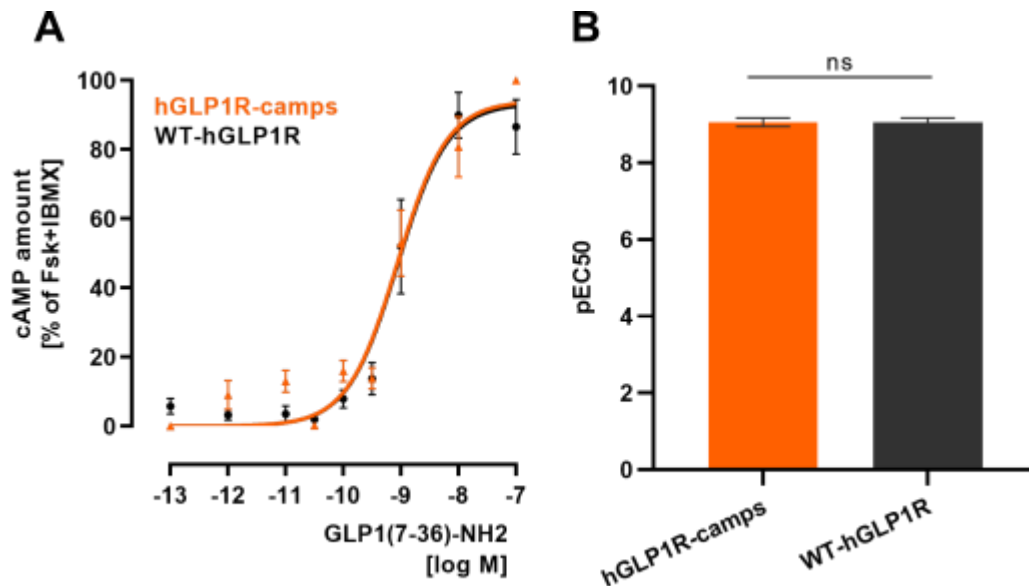 A
cAMP amount
[% of Fsk+IBMX]
100
80
60
40
20
0
hGLP1R-camps
WT-hGLP1R
-13 -12 -11 -10 -9 -8 -7
GLP1(7-36)-NH2
[log M]
B
ns
pEC50
10
8
6
4
2
0
hGLP1R-camps
WT-hGLP1R